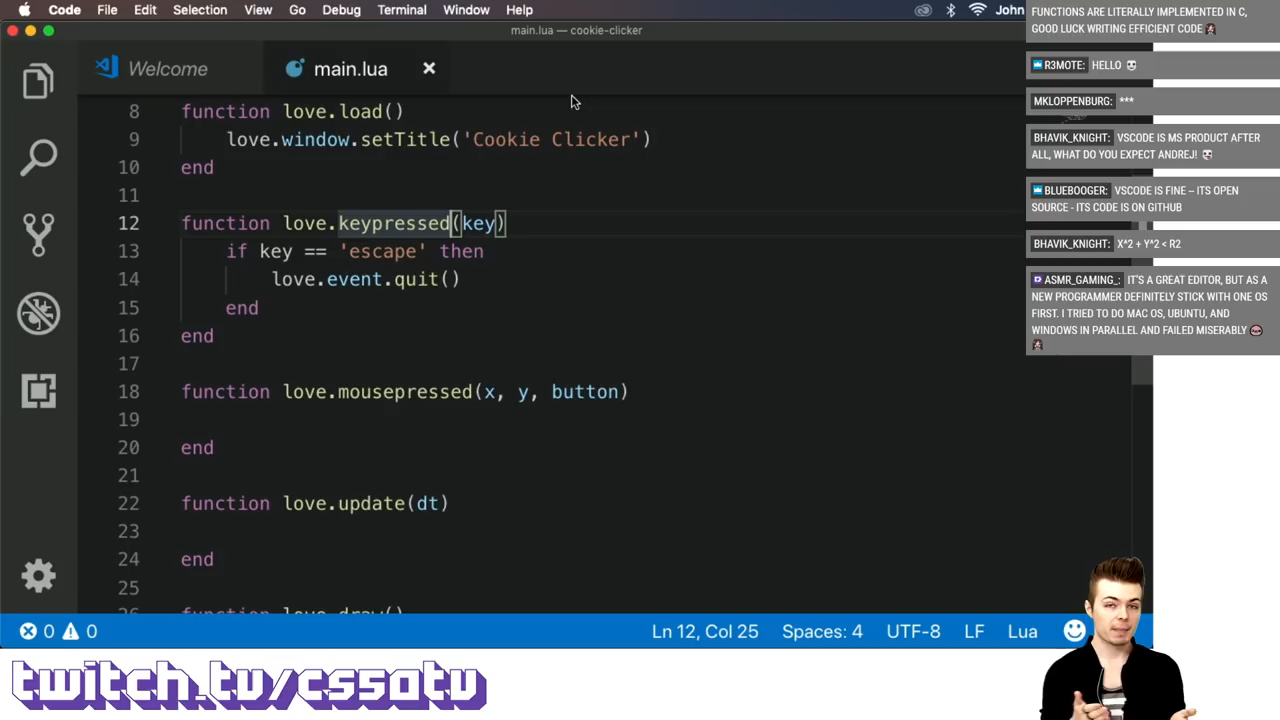 Code File Edit Selection View Go Debug Terminal Window Help John
main.lua — cookie-clicker
Welcome main.lua
8 function love.load()
9 love.window.setTitle('Cookie Clicker')
10 end
11
12 function love.keypressed(key)
13 if key == 'escape' then
14 love.event.quit()
15 end
16 end
17
18 function love.mousepressed(x, y, button)
19
20 end
21
22 function love.update(dt)
23
24 end
25
26 function love.draw()
0 0 Ln 12, Col 25 Spaces: 4 UTF-8 LF Lua
FUNCTIONS ARE LITERALLY IMPLEMENTED IN C,
GOOD LUCK WRITING EFFICIENT CODE
R3MOTE: HELLO
MKLOPPENBURG: ***
BHAVIK_KNIGHT: VSCODE IS MS PRODUCT AFTER
ALL, WHAT DO YOU EXPECT ANDREJ!
BLUEBOOGER: VSCODE IS FINE -- ITS OPEN
SOURCE - ITS CODE IS ON GITHUB
BHAVIK_KNIGHT: X^2 + Y^2 < R2
ASMR_GAMING_: IT'S A GREAT EDITOR, BUT AS A
NEW PROGRAMMER DEFINITELY STICK WITH ONE OS
FIRST. I TRIED TO DO MAC OS, UBUNTU, AND
WINDOWS IN PARALLEL AND FAILED MISERABLY
twitch.tv/cs50tv